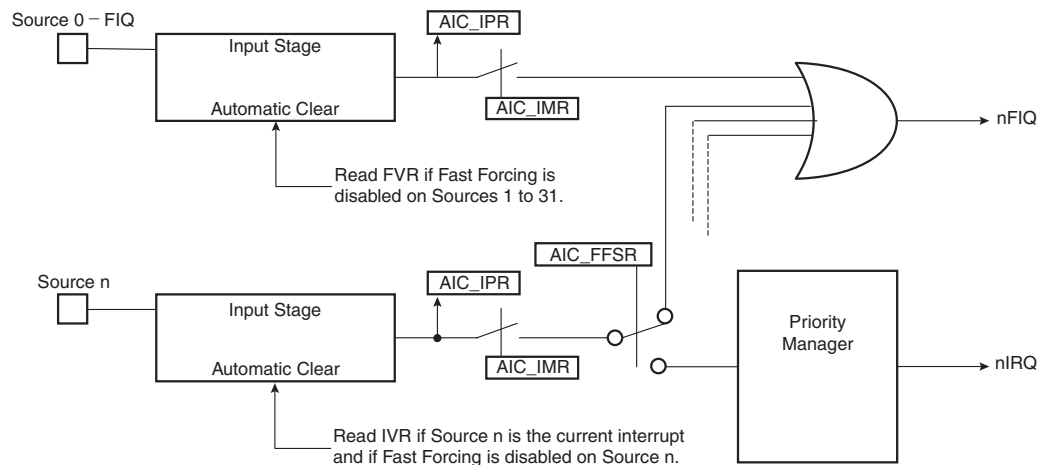 Source 0 – FIQ
AIC_IPR
Input Stage
Automatic Clear
AIC_IMR
nFIQ
Read FVR if Fast Forcing is
disabled on Sources 1 to 31.
AIC_FFSR
Source n
AIC_IPR
Input Stage
Priority
Manager
Automatic Clear
AIC_IMR
nIRQ
Read IVR if Source n is the current interrupt
and if Fast Forcing is disabled on Source n.